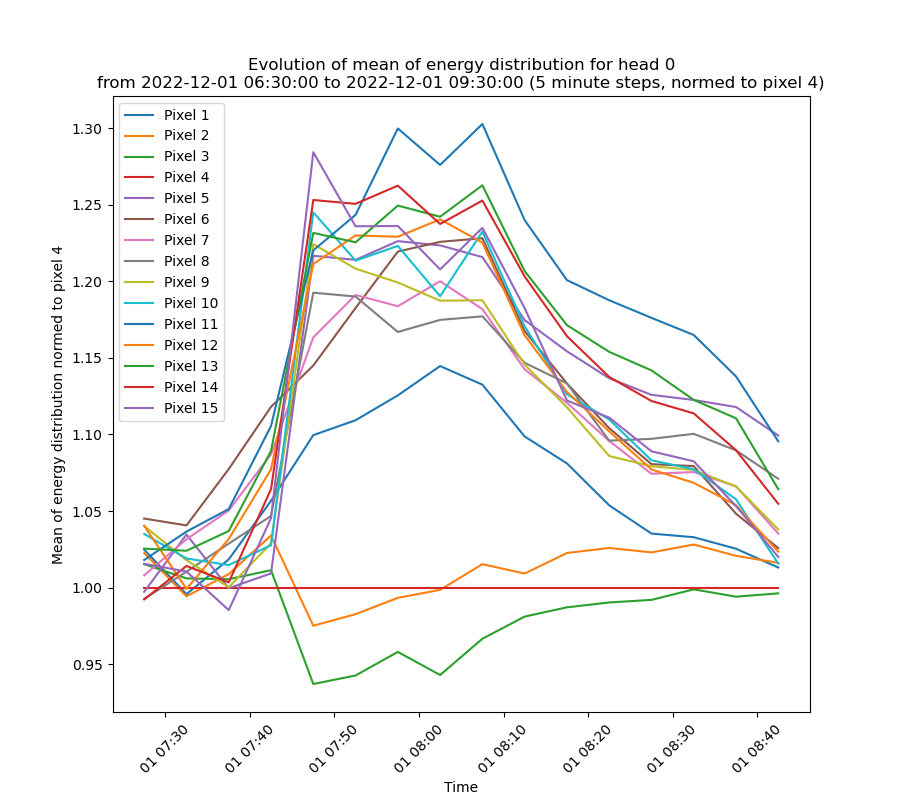 Evolution of mean of energy distribution for head 0
from 2022-12-01 06:30:00 to 2022-12-01 09:30:00 (5 minute steps, normed to pixel 4)
Mean of energy distribution normed to pixel 4
1.30
1.25
1.20
1.15
1.10
1.05
1.00
0.95
Pixel 1
Pixel 2
Pixel 3
Pixel 4
Pixel 5
Pixel 6
Pixel 7
Pixel 8
Pixel 9
Pixel 10
Pixel 11
Pixel 12
Pixel 13
Pixel 14
Pixel 15
01 07:30
01 07:40
01 07:50
01 08:00
01 08:10
01 08:20
01 08:30
01 08:40
Time